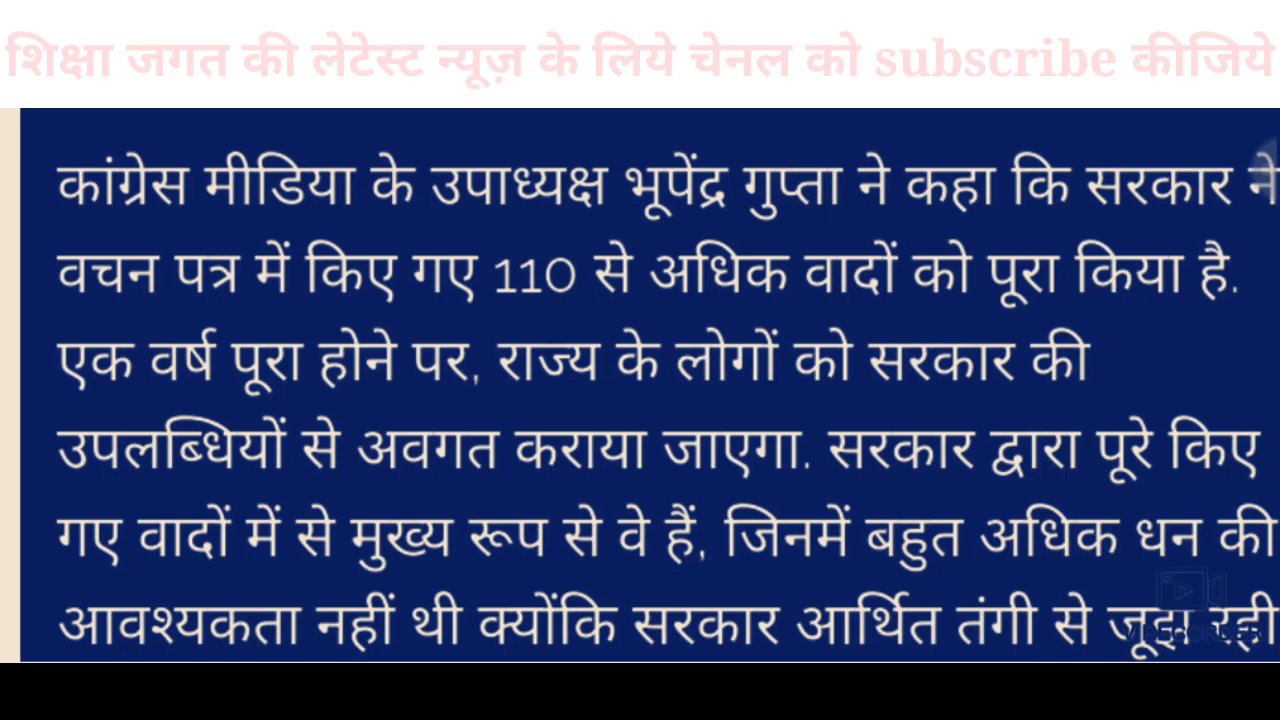 शिक्षा जगत की लेटेस्ट न्यूज़ के लिये चेनल को subscribe कीजिये
कांग्रेस मीडिया के उपाध्यक्ष भूपेंद्र गुप्ता ने कहा कि सरकार ने
वचन पत्र में किए गए 110 से अधिक वादों को पूरा किया है.
एक वर्ष पूरा होने पर, राज्य के लोगों को सरकार की
उपलब्धियों से अवगत कराया जाएगा. सरकार द्वारा पूरे किए
गए वादों में से मुख्य रूप से वे हैं, जिनमें बहुत अधिक धन की
आवश्यकता नहीं थी क्योंकि सरकार आर्थित तंगी से जूझ रही